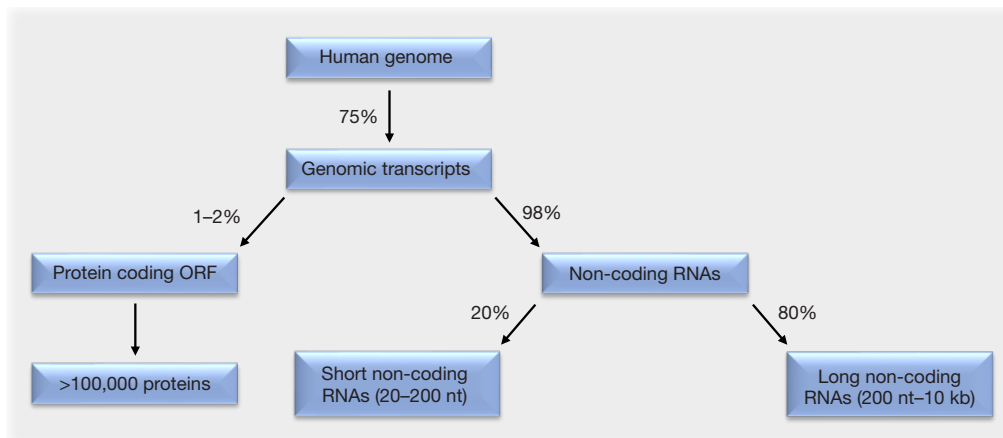 Human genome
75%
Genomic transcripts
1–2%
98%
Protein coding ORF
Non-coding RNAs
20%
80%
>100,000 proteins
Short non-coding
RNAs (20–200 nt)
Long non-coding
RNAs (200 nt–10 kb)